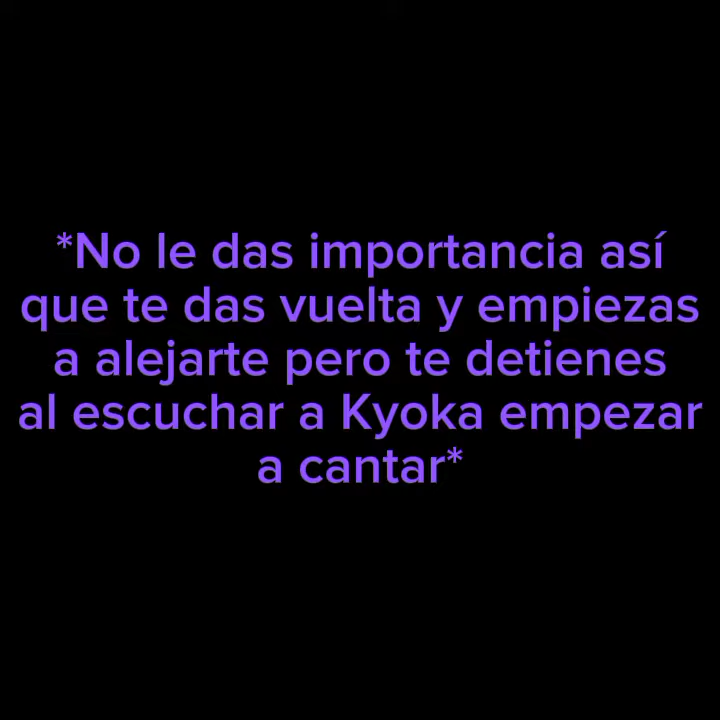 *No le das importancia así
que te das vuelta y empiezas
a alejarte pero te detienes
al escuchar a Kyoka empezar
a cantar*